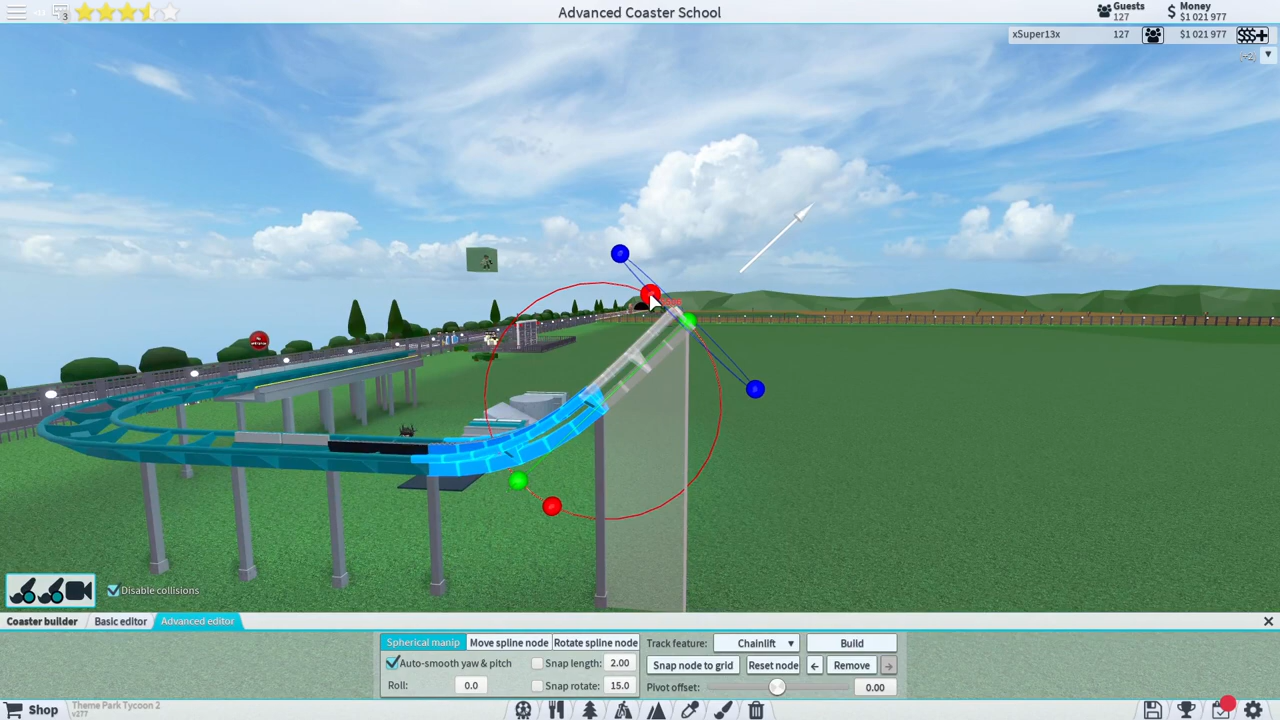 3
Advanced Coaster School
Guests
127
Money
$1 021 977
xSuper13x 127 $1 021 977
$$$+
Disable collisions
Coaster builder Basic editor Advanced editor
Spherical manip Move spline node Rotate spline node Track feature: Chainlift Build
Auto-smooth yaw & pitch Snap length: 2.00 Snap node to grid Reset node ← Remove →
Roll: 0.0 Snap rotate: 15.0 Pivot offset: 0.00
Shop Theme Park Tycoon 2
v277